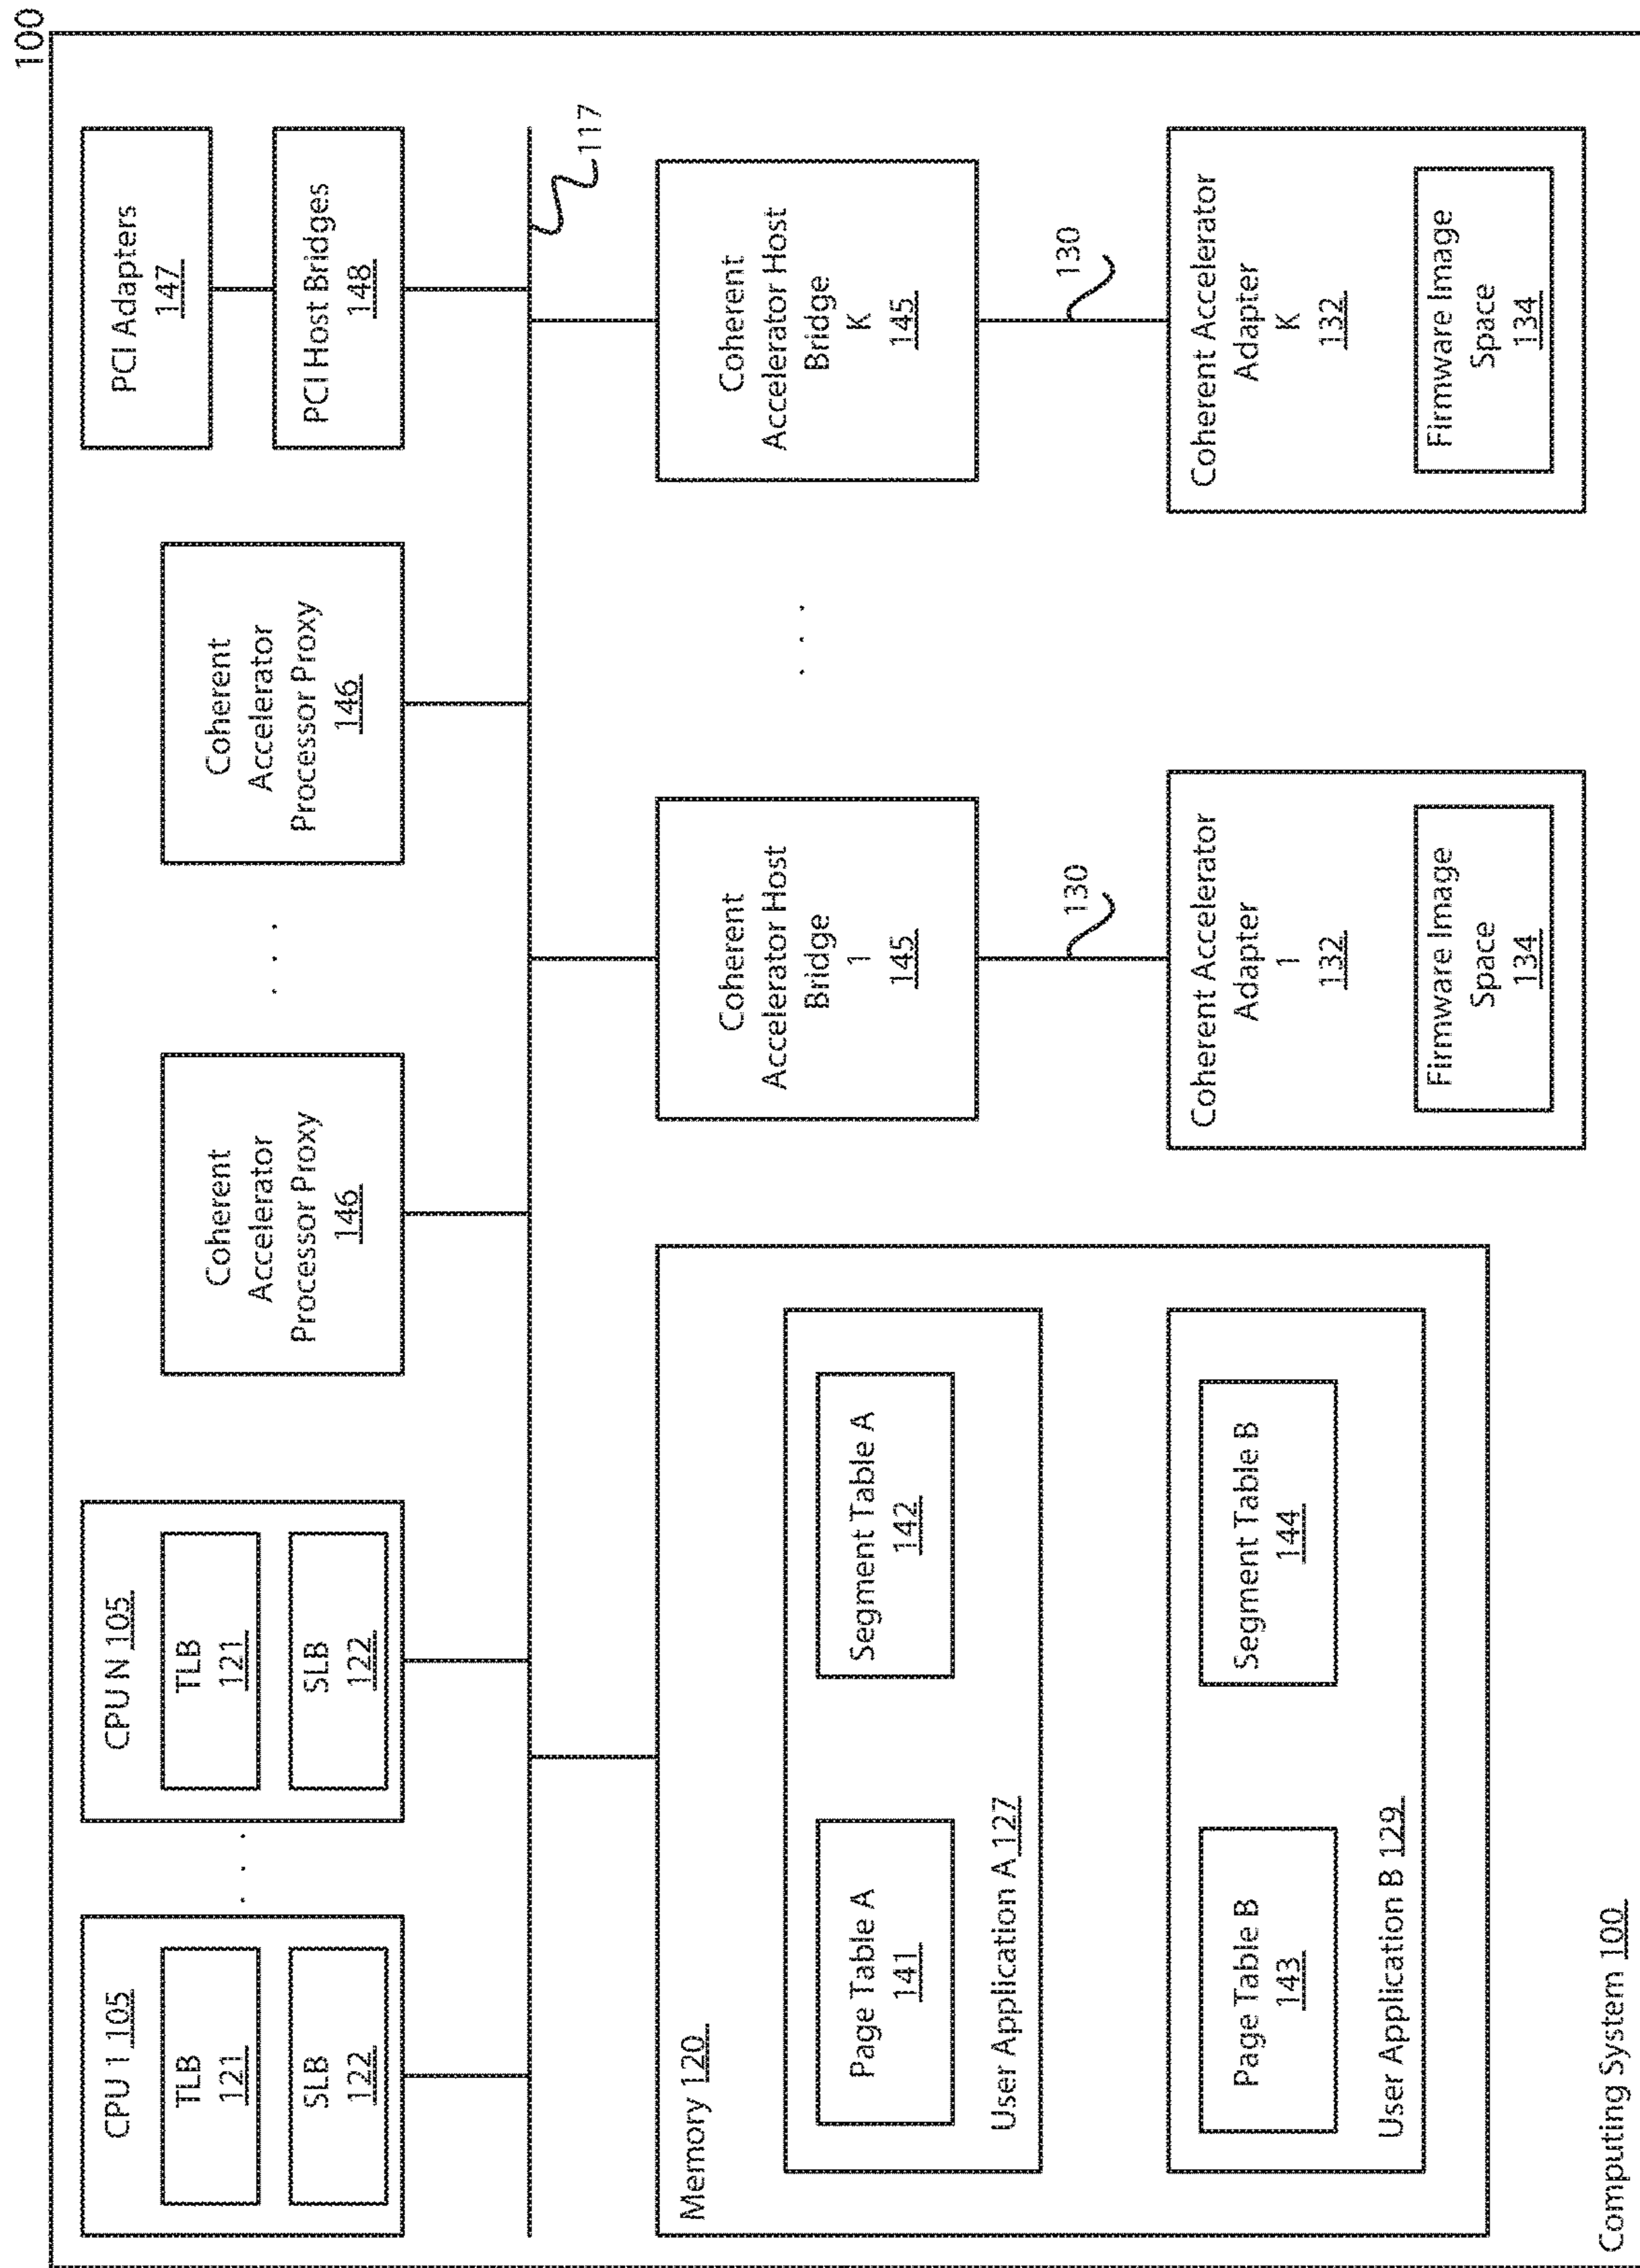 100
CPU 1 105
TLB
121
SLB
122
. . .
CPU N 105
TLB
121
SLB
122
Coherent
Accelerator
Processor Proxy
146
. . .
Coherent
Accelerator
Processor Proxy
146
PCI Adapters
147
PCI Host Bridges
148
117
Memory 120
Page Table A
141
Segment Table A
142
User Application A 127
Page Table B
143
Segment Table B
144
User Application B 129
Coherent
Accelerator Host
Bridge
1
145
. . .
Coherent
Accelerator Host
Bridge
K
145
130
130
Coherent Accelerator
Adapter
1
132
Firmware Image
Space
134
Coherent Accelerator
Adapter
K
132
Firmware Image
Space
134
Computing System 100